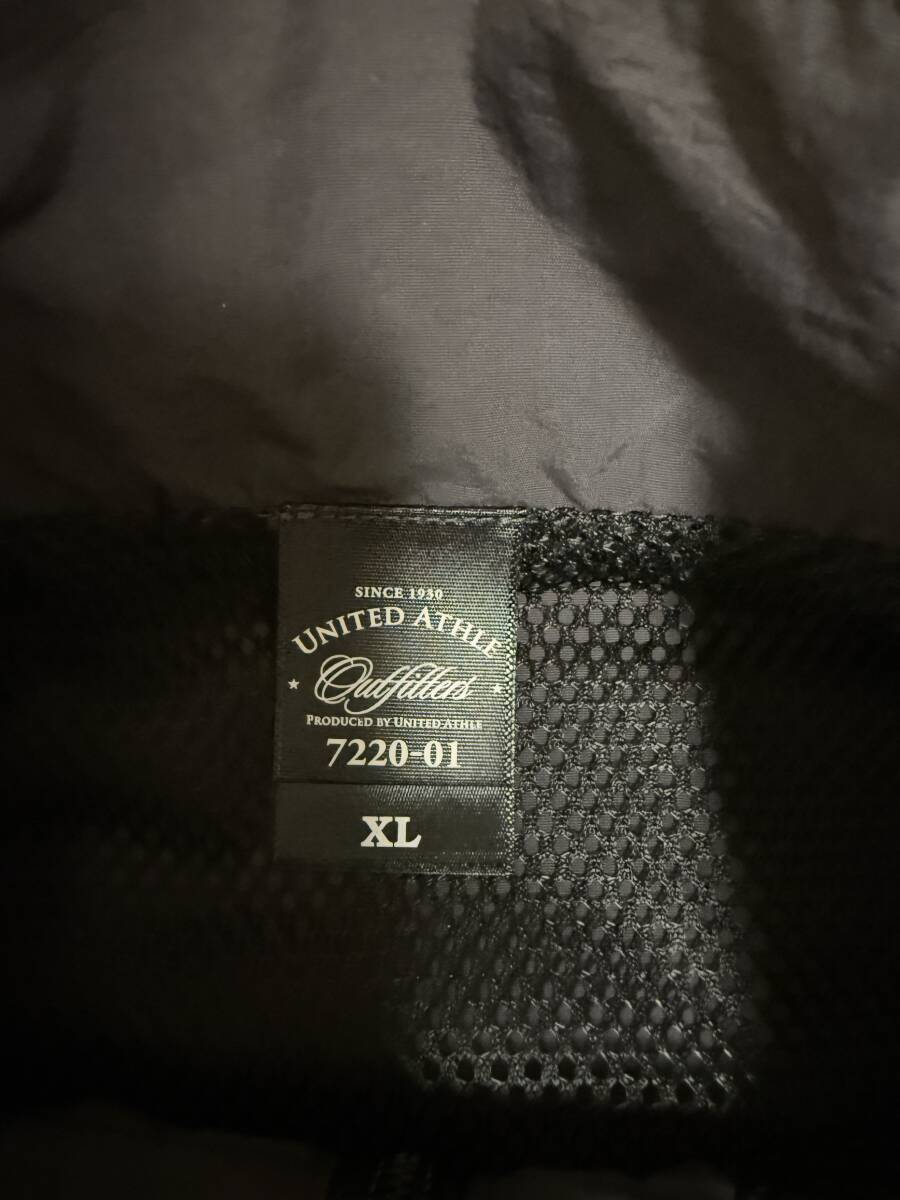 SINCE 1930
UNITED ATHLE
Outfitters
PRODUCED BY UNITED ATHLE
7220-01
XL